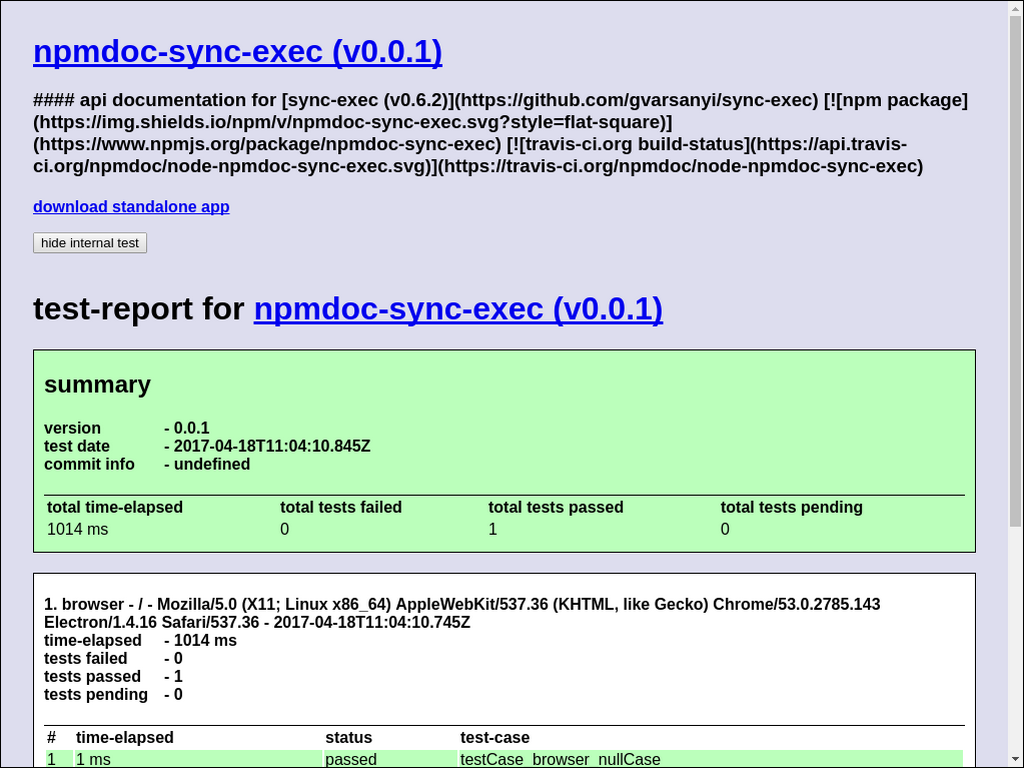 npmdoc-sync-exec (v0.0.1)
#### api documentation for [sync-exec (v0.6.2)](https://github.com/gvarsanyi/sync-exec) [![npm package]
(https://img.shields.io/npm/v/npmdoc-sync-exec.svg?style=flat-square)]
(https://www.npmjs.org/package/npmdoc-sync-exec) [![travis-ci.org build-status](https://api.travis-
ci.org/npmdoc/node-npmdoc-sync-exec.svg)](https://travis-ci.org/npmdoc/node-npmdoc-sync-exec)
download standalone app
hide internal test
test-report for npmdoc-sync-exec (v0.0.1)
summary
version - 0.0.1
test date - 2017-04-18T11:04:10.845Z
commit info - undefined
total time-elapsed total tests failed total tests passed total tests pending
1014 ms 0 1 0
1. browser - / - Mozilla/5.0 (X11; Linux x86_64) AppleWebKit/537.36 (KHTML, like Gecko) Chrome/53.0.2785.143
Electron/1.4.16 Safari/537.36 - 2017-04-18T11:04:10.745Z
time-elapsed - 1014 ms
tests failed - 0
tests passed - 1
tests pending - 0
# time-elapsed status test-case
1 1 ms passed testCase_browser_nullCase